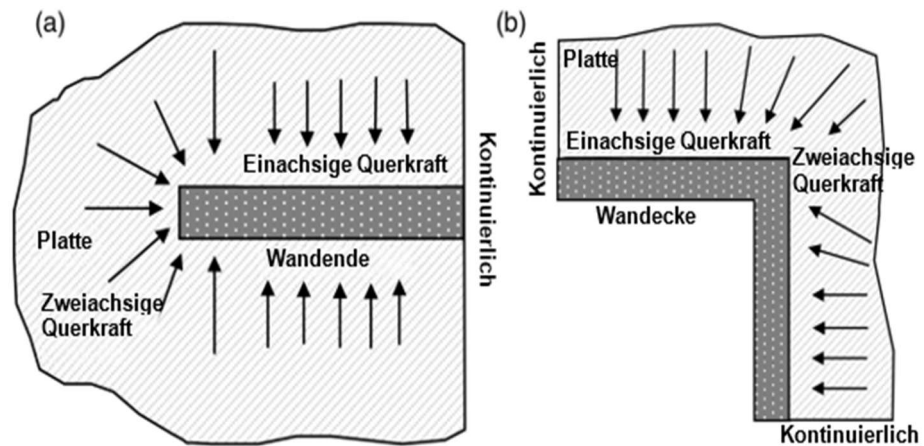 (a)
Einachsige Querkraft
Kontinuierlich
Platte
Wandende
Zweiachsige
Querkraft
(b)
Kontinuierlich
Platte
Einachsige Querkraft
Zweiachsige
Querkraft
Wandecke
Kontinuierlich